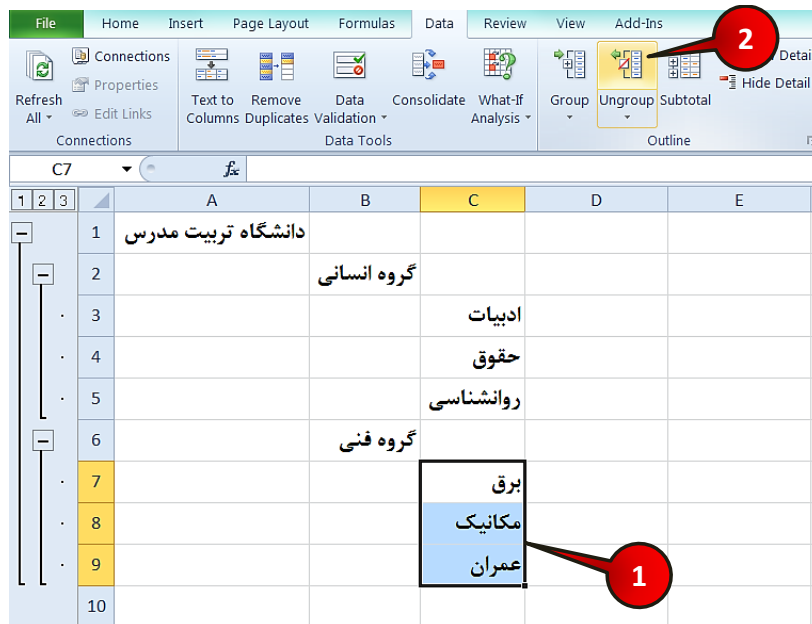 File Home Insert Page Layout Formulas Data Review View Add-Ins
2
Connections
Properties
Edit Links
Refresh All
Connections
Text to Columns
Remove Duplicates
Data Validation
Consolidate
What-If Analysis
Data Tools
Group
Ungroup
Subtotal
Detai
Hide Detail
Outline
C7
fx
1 2 3
A B C D E
1 دانشگاه تربیت مدرس
2 گروه انسانی
3 ادبیات
4 حقوق
5 روانشناسی
6 گروه فنی
7 برق
8 مکانیک
9 عمران
10
1